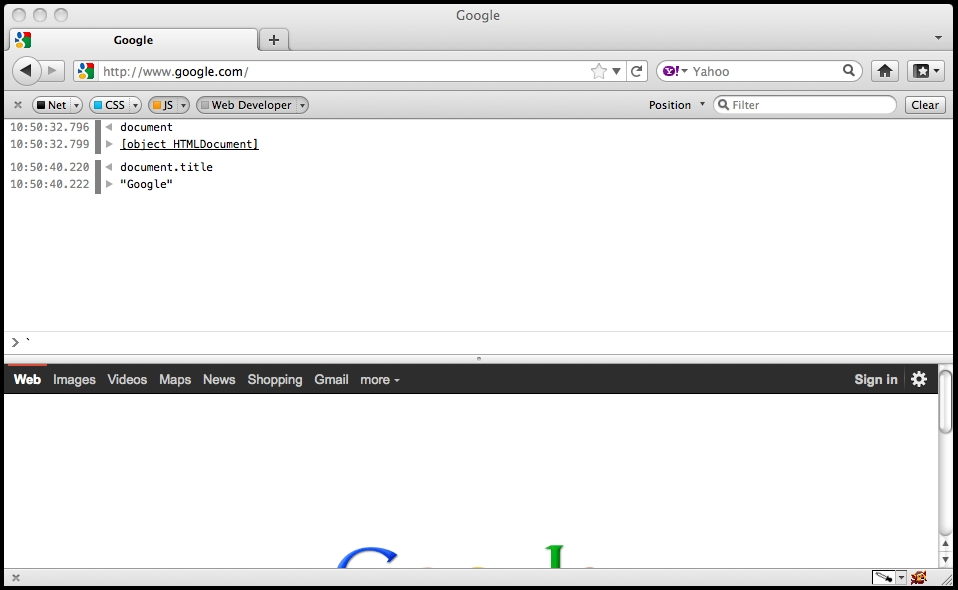 Google
Google
http://www.google.com/
Yahoo
Net CSS JS Web Developer Position Filter Clear
10:50:32.796 document
10:50:32.799 [object HTMLDocument]
10:50:40.220 document.title
10:50:40.222 "Google"
> `
Web Images Videos Maps News Shopping Gmail more Sign in